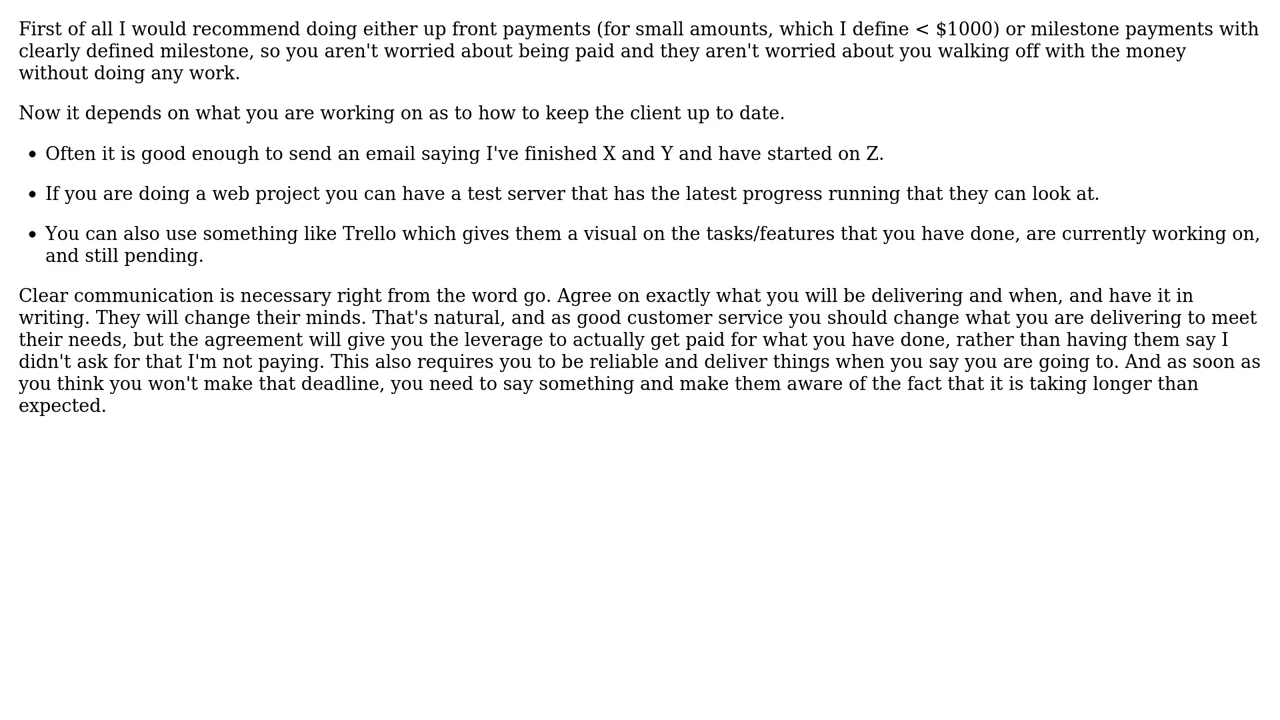 First of all I would recommend doing either up front payments (for small amounts, which I define < $1000) or milestone payments with
clearly defined milestone, so you aren't worried about being paid and they aren't worried about you walking off with the money
without doing any work.
Now it depends on what you are working on as to how to keep the client up to date.
• Often it is good enough to send an email saying I've finished X and Y and have started on Z.
• If you are doing a web project you can have a test server that has the latest progress running that they can look at.
• You can also use something like Trello which gives them a visual on the tasks/features that you have done, are currently working on,
and still pending.
Clear communication is necessary right from the word go. Agree on exactly what you will be delivering and when, and have it in
writing. They will change their minds. That's natural, and as good customer service you should change what you are delivering to meet
their needs, but the agreement will give you the leverage to actually get paid for what you have done, rather than having them say I
didn't ask for that I'm not paying. This also requires you to be reliable and deliver things when you say you are going to. And as soon as
you think you won't make that deadline, you need to say something and make them aware of the fact that it is taking longer than
expected.